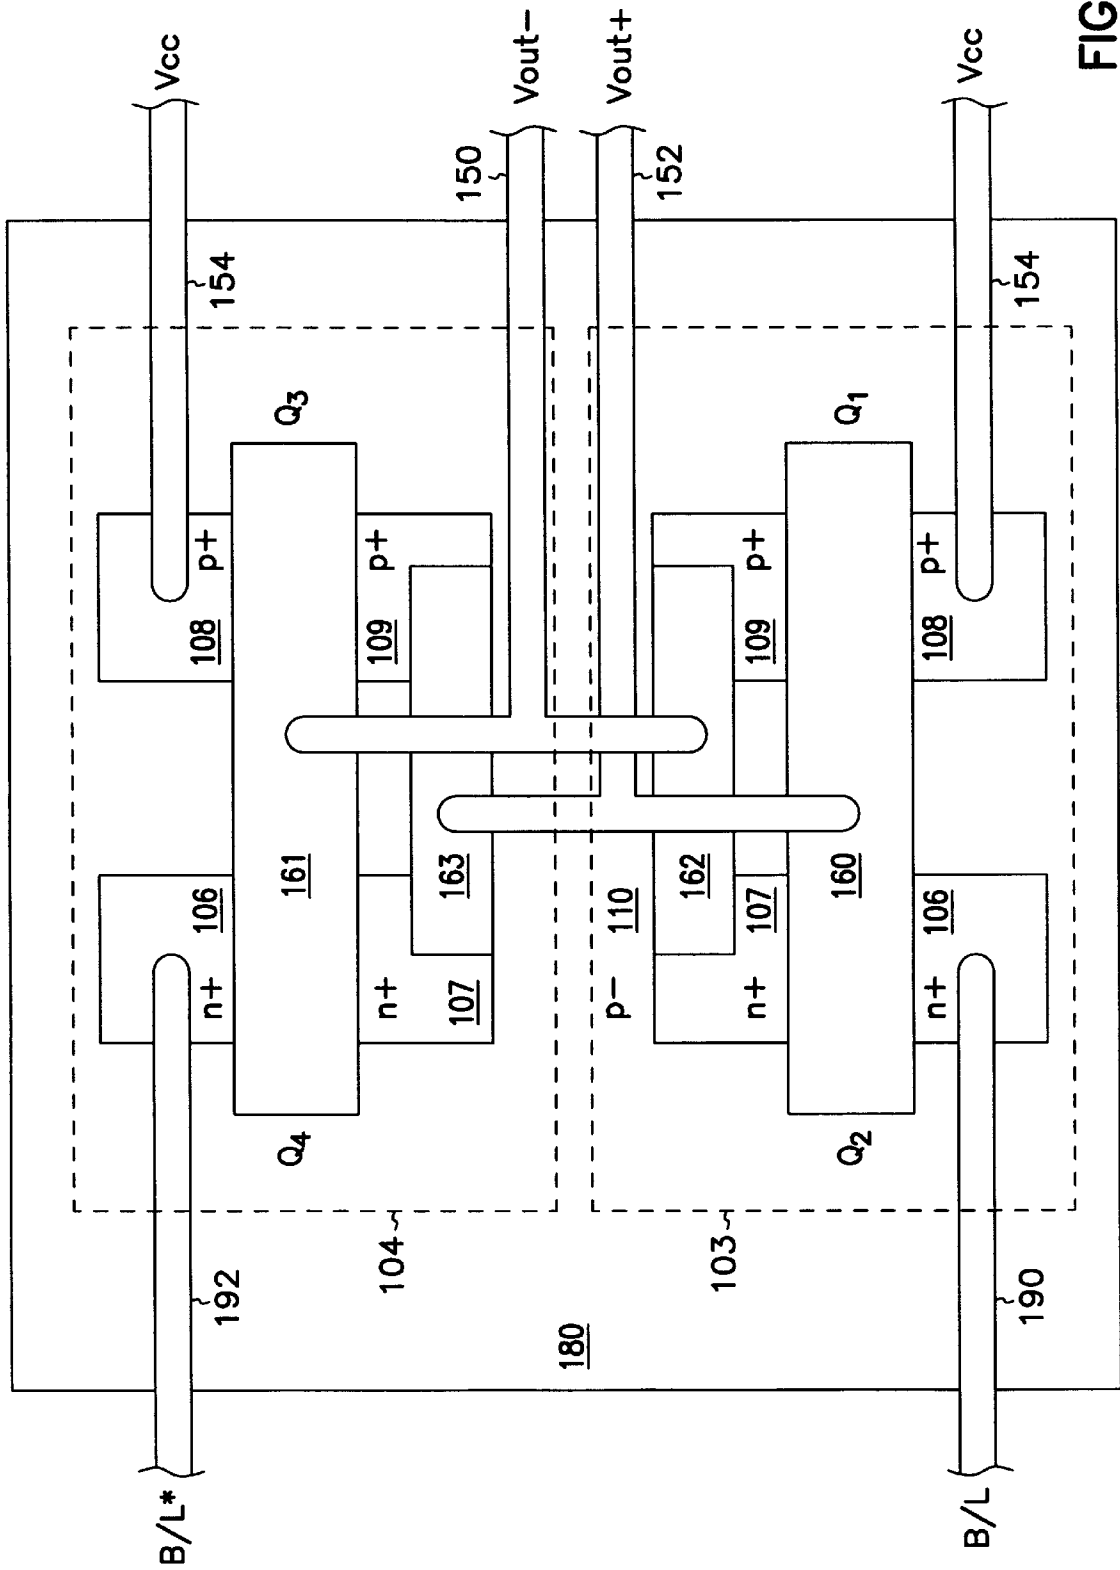 B/L* Vcc
n+ 106 108 p+
192 154
Q4 161 Q3
104 n+ 109 p+
107 163 150
Vout-
180
p- 110 Vout+
162 152
103
n+ 107 109 p+
Q2 160 Q1
n+ 106 108 p+
B/L Vcc
190 154
FIG